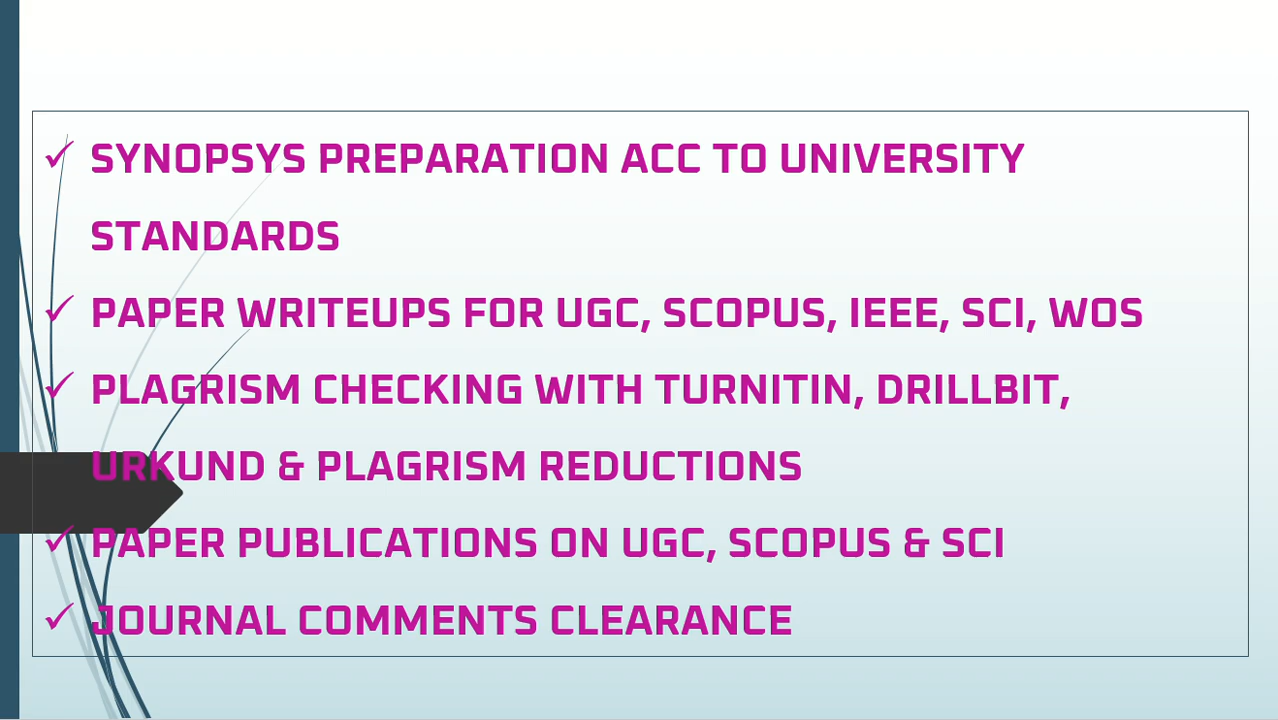 ✓ SYNOPSYS PREPARATION ACC TO UNIVERSITY
STANDARDS
✓ PAPER WRITEUPS FOR UGC, SCOPUS, IEEE, SCI, WOS
✓ PLAGRISM CHECKING WITH TURNITIN, DRILLBIT,
URKUND & PLAGRISM REDUCTIONS
✓ PAPER PUBLICATIONS ON UGC, SCOPUS & SCI
✓ JOURNAL COMMENTS CLEARANCE